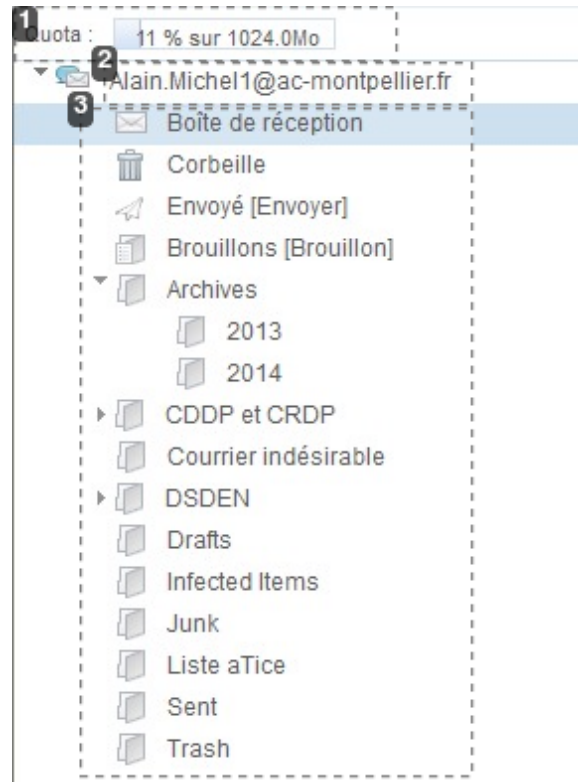 1
Quota : 11 % sur 1024.0Mo
2
Alain.Michel1@ac-montpellier.fr
3
Boîte de réception
Corbeille
Envoyé [Envoyer]
Brouillons [Brouillon]
Archives
2013
2014
CDDP et CRDP
Courrier indésirable
DSDEN
Drafts
Infected Items
Junk
Liste aTice
Sent
Trash